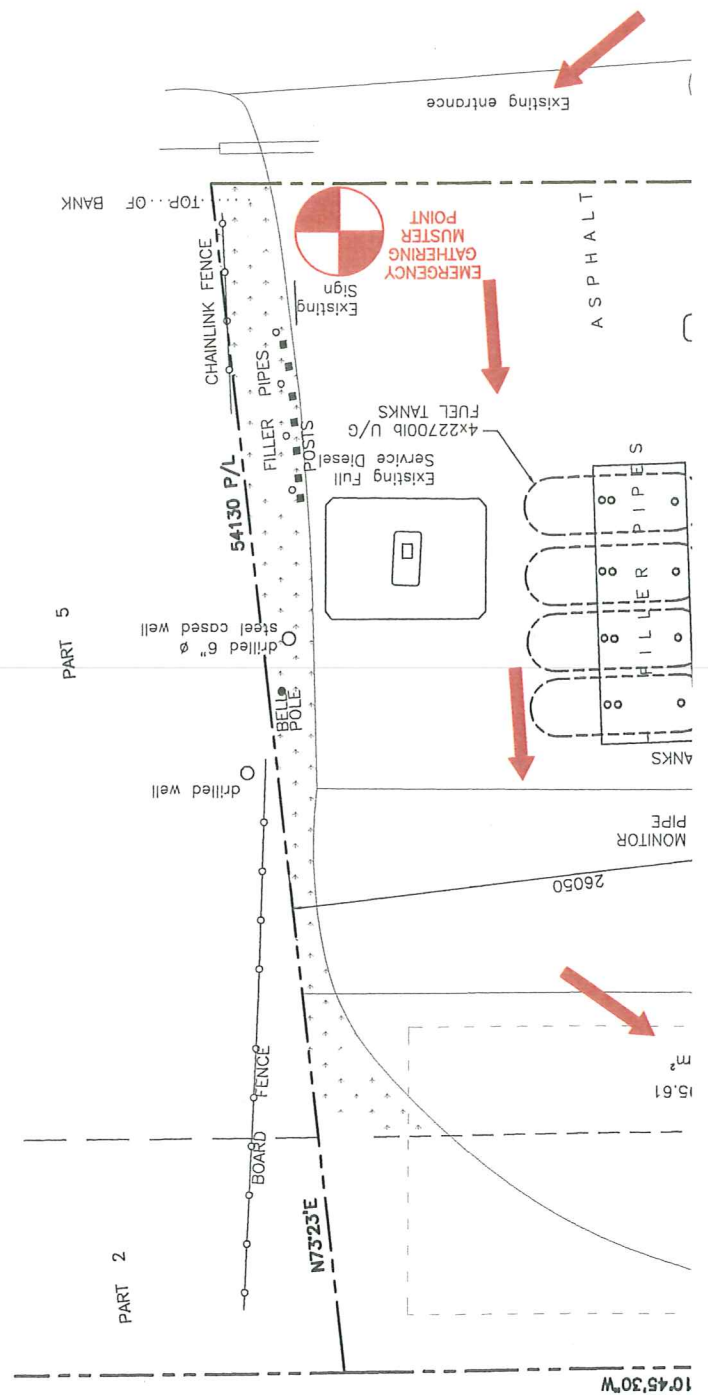 Existing entrance
TOP...OF BANK
EMERGENCY
GATHERING
MUSTER
POINT
Existing
Sign
ASPHALT
CHAINLINK FENCE
FILLER PIPES
POSTS
54130 P/L
4x22700lb U/G
FUEL TANKS
Existing Full
Service Diesel
FILLER PIPES
PART 5
drilled 6" ø
steel cased well
BELL
POLE
drilled well
ANKS
MONITOR
PIPE
26050
m²
05.61
BOARD FENCE
N73°23'E
PART 2
10°45'30"W